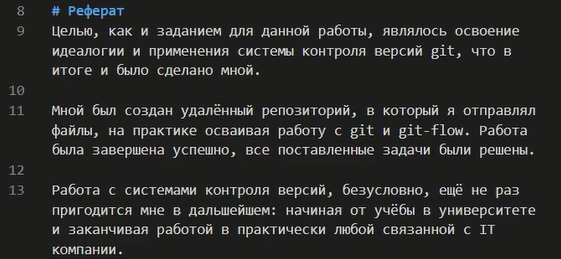 8 # Реферат
9 Целью, как и заданием для данной работы, являлось освоение
идеалогии и применения системы контроля версий git, что в
итоге и было сделано мной.
10
11 Мной был создан удалённый репозиторий, в который я отправлял
файлы, на практике осваивая работу с git и git-flow. Работа
была завершена успешно, все поставленные задачи были решены.
12
13 Работа с системами контроля версий, безусловно, ещё не раз
пригодится мне в дальшейшем: начиная от учёбы в университете
и заканчивая работой в практически любой связанной с IT
компании.